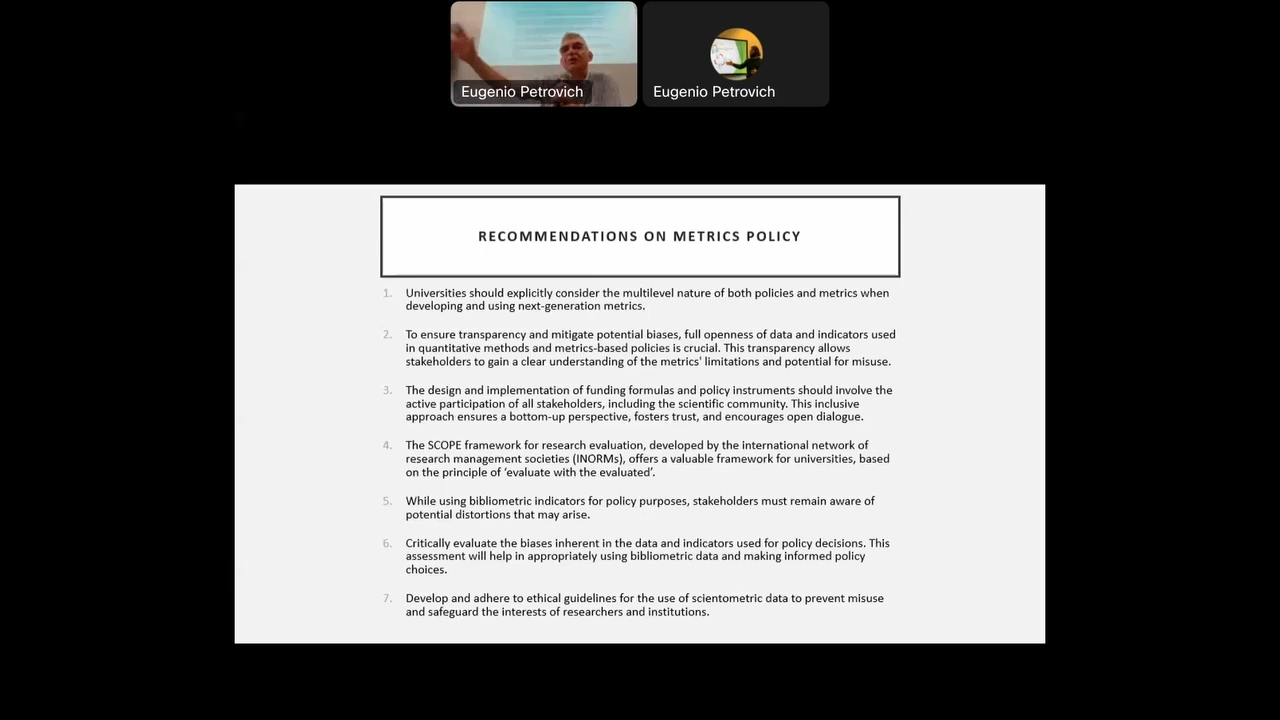 Eugenio Petrovich
Eugenio Petrovich
RECOMMENDATIONS ON METRICS POLICY
1. Universities should explicitly consider the multilevel nature of both policies and metrics when
developing and using next-generation metrics.
2. To ensure transparency and mitigate potential biases, full openness of data and indicators used
in quantitative methods and metrics-based policies is crucial. This transparency allows
stakeholders to gain a clear understanding of the metrics' limitations and potential for misuse.
3. The design and implementation of funding formulas and policy instruments should involve the
active participation of all stakeholders, including the scientific community. This inclusive
approach ensures a bottom-up perspective, fosters trust, and encourages open dialogue.
4. The SCOPE framework for research evaluation, developed by the international network of
research management societies (INORMs), offers a valuable framework for universities, based
on the principle of ‘evaluate with the evaluated’.
5. While using bibliometric indicators for policy purposes, stakeholders must remain aware of
potential distortions that may arise.
6. Critically evaluate the biases inherent in the data and indicators used for policy decisions. This
assessment will help in appropriately using bibliometric data and making informed policy
choices.
7. Develop and adhere to ethical guidelines for the use of scientometric data to prevent misuse
and safeguard the interests of researchers and institutions.